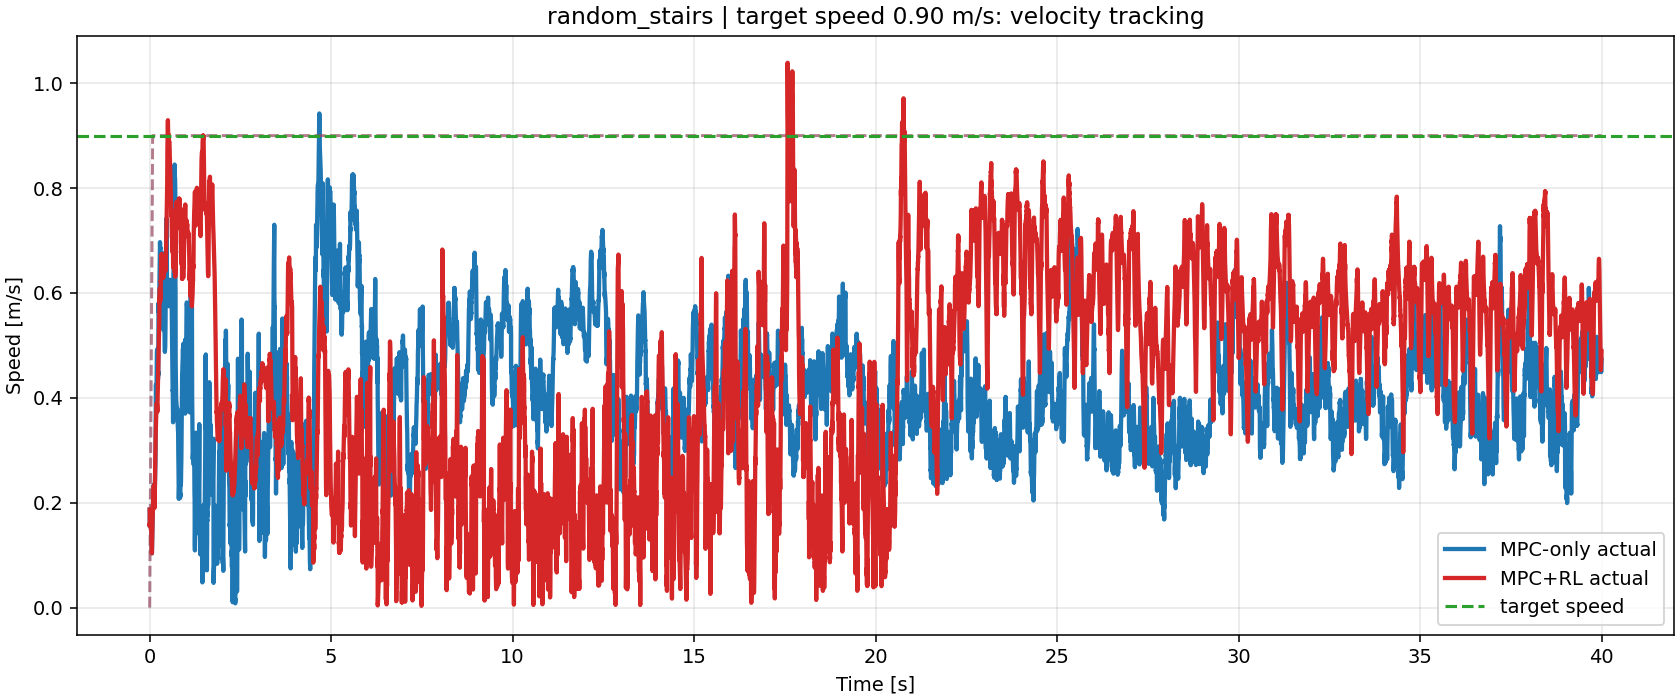 random_stairs | target speed 0.90 m/s: velocity tracking
Speed [m/s]
1.0
0.8
0.6
0.4
0.2
0.0
MPC-only actual
MPC+RL actual
target speed
0 5 10 15 20 25 30 35 40
Time [s]